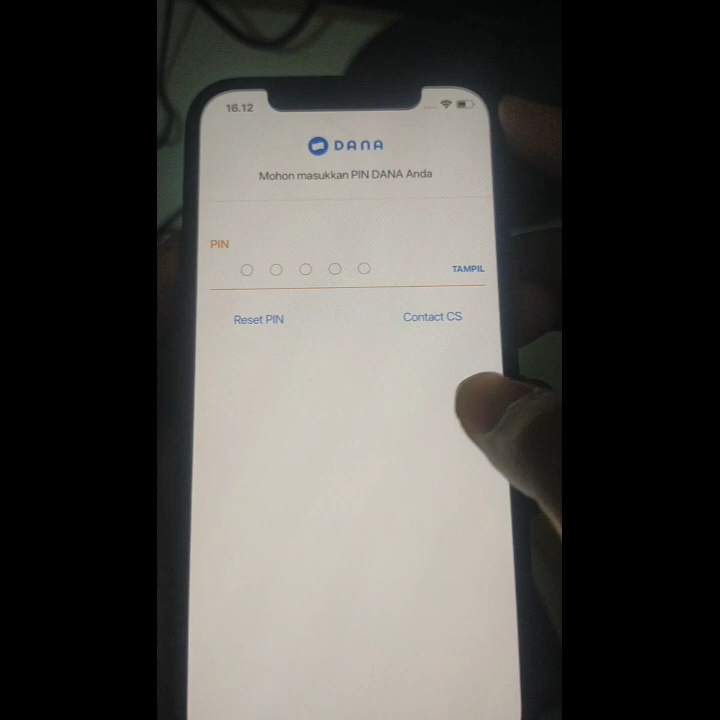 16.12
DANA
Mohon masukkan PIN DANA Anda
PIN
TAMPIL
Reset PIN
Contact CS